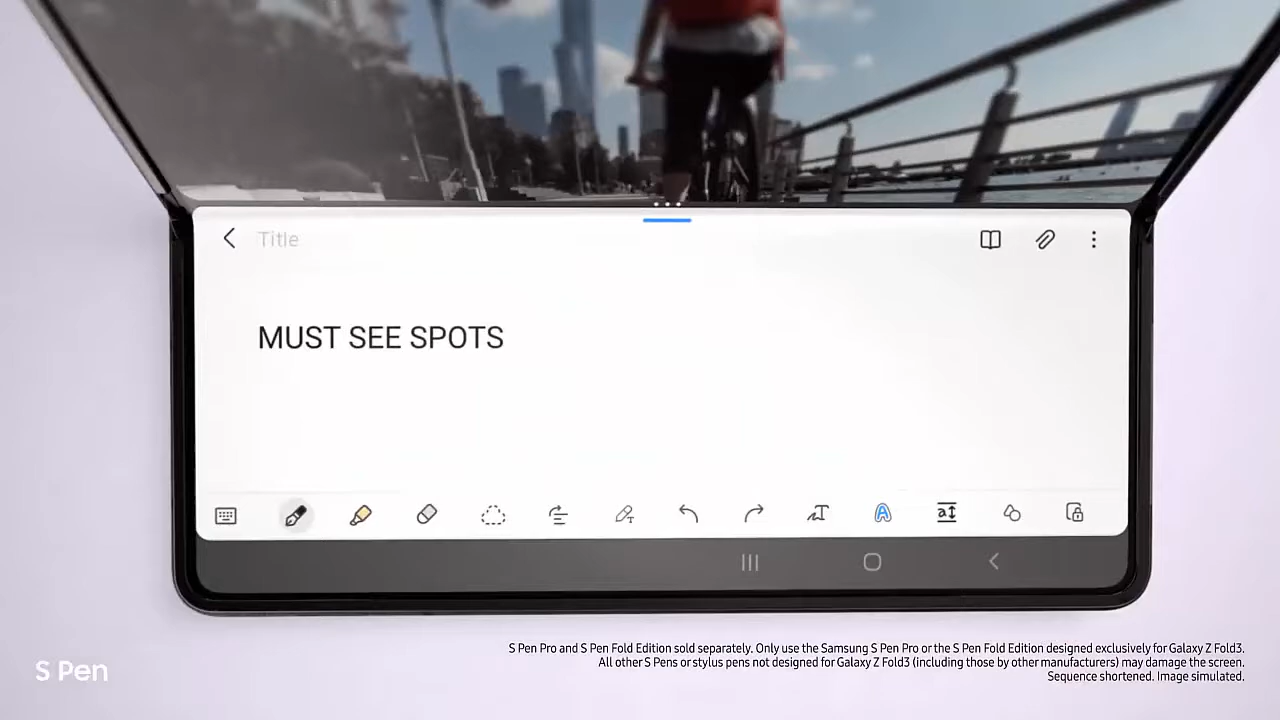 Title
MUST SEE SPOTS
S Pen
S Pen Pro and S Pen Fold Edition sold separately. Only use the Samsung S Pen Pro or the S Pen Fold Edition designed exclusively for Galaxy Z Fold3.
All other S Pens or stylus pens not designed for Galaxy Z Fold3 (including those by other manufacturers) may damage the screen.
Sequence shortened. Image simulated.